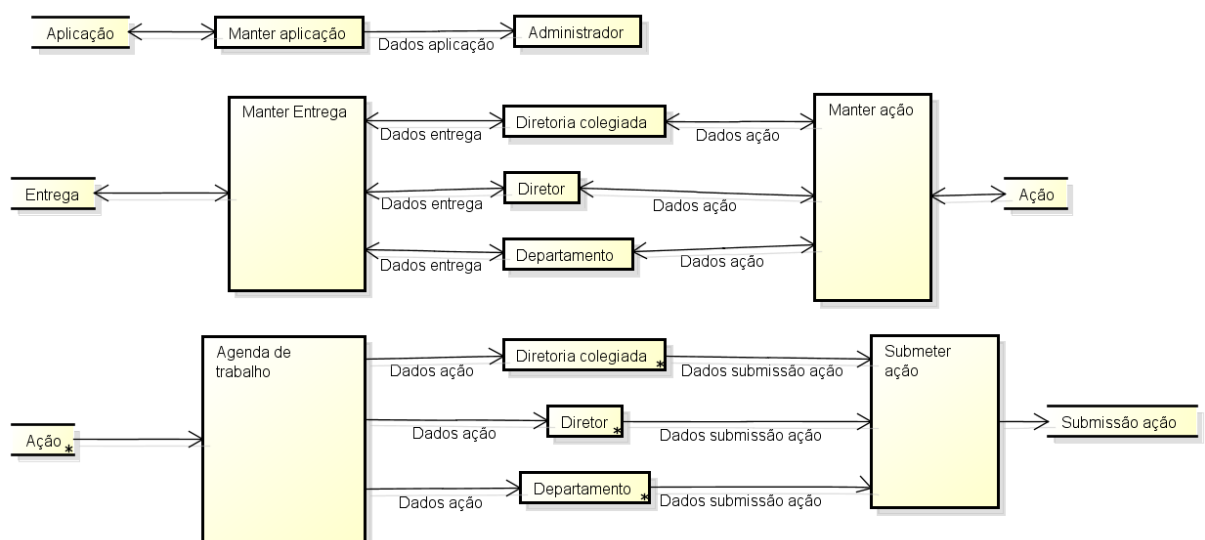 Aplicação
Manter aplicação
Dados aplicação
Administrador
Manter Entrega
Dados entrega
Diretoria colegiada
Dados ação
Manter ação
Entrega
Dados entrega
Diretor
Dados ação
Ação
Dados entrega
Departamento
Dados ação
Agenda de
trabalho
Dados ação
Diretoria colegiada *
Dados submissão ação
Submeter
ação
Ação *
Dados ação
Diretor *
Dados submissão ação
Submissão ação
Dados ação
Departamento *
Dados submissão ação